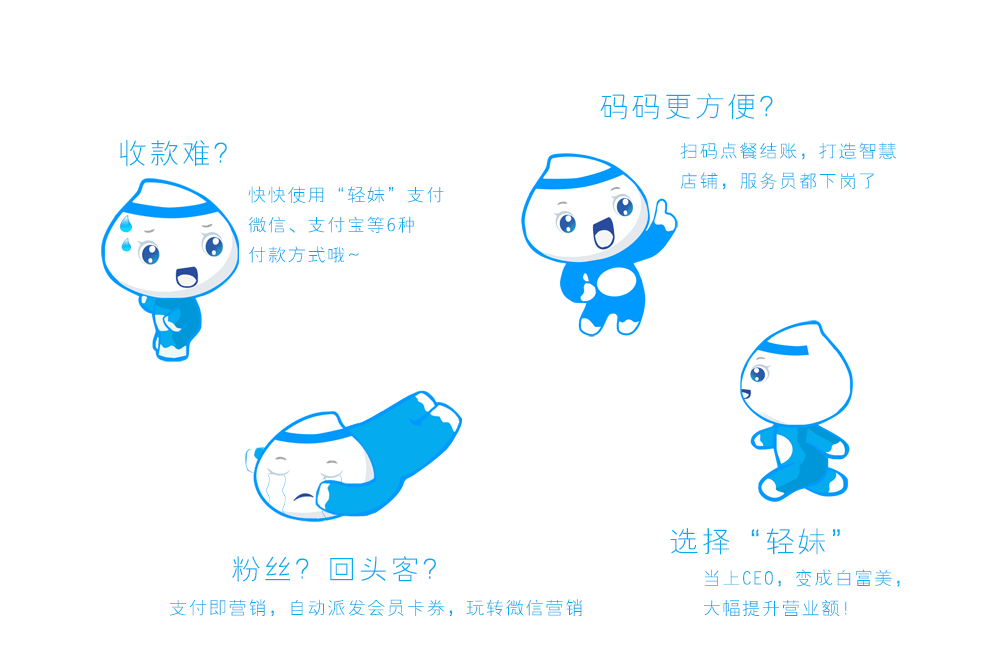 收款难？
快快使用“轻妹”支付
微信、支付宝等6种
付款方式哦~
码码更方便？
扫码点餐结账，打造智慧
店铺，服务员都下岗了
粉丝？回头客？
支付即营销，自动派发会员卡券，玩转微信营销
选择“轻妹”
当上CEO，变成白富美，
大幅提升营业额！